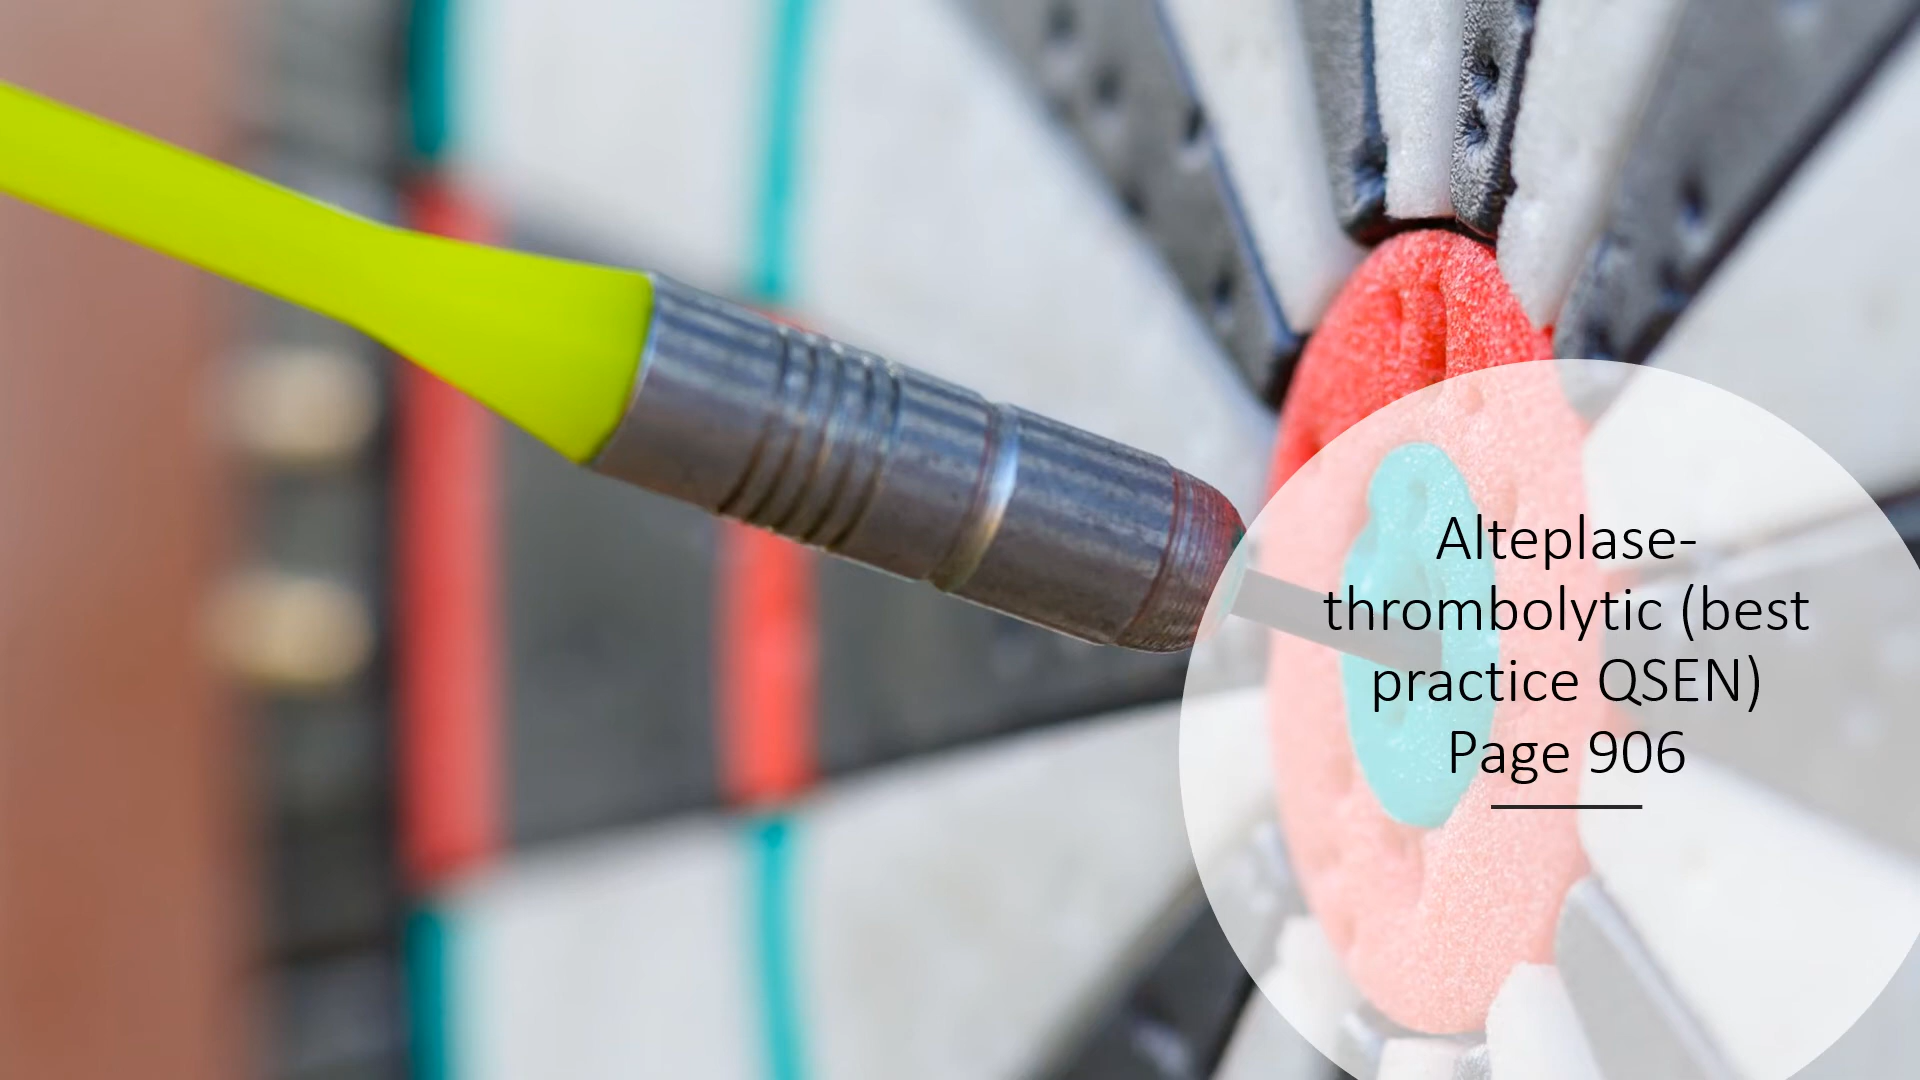 Alteplase-
thrombolytic (best
practice QSEN)
Page 906